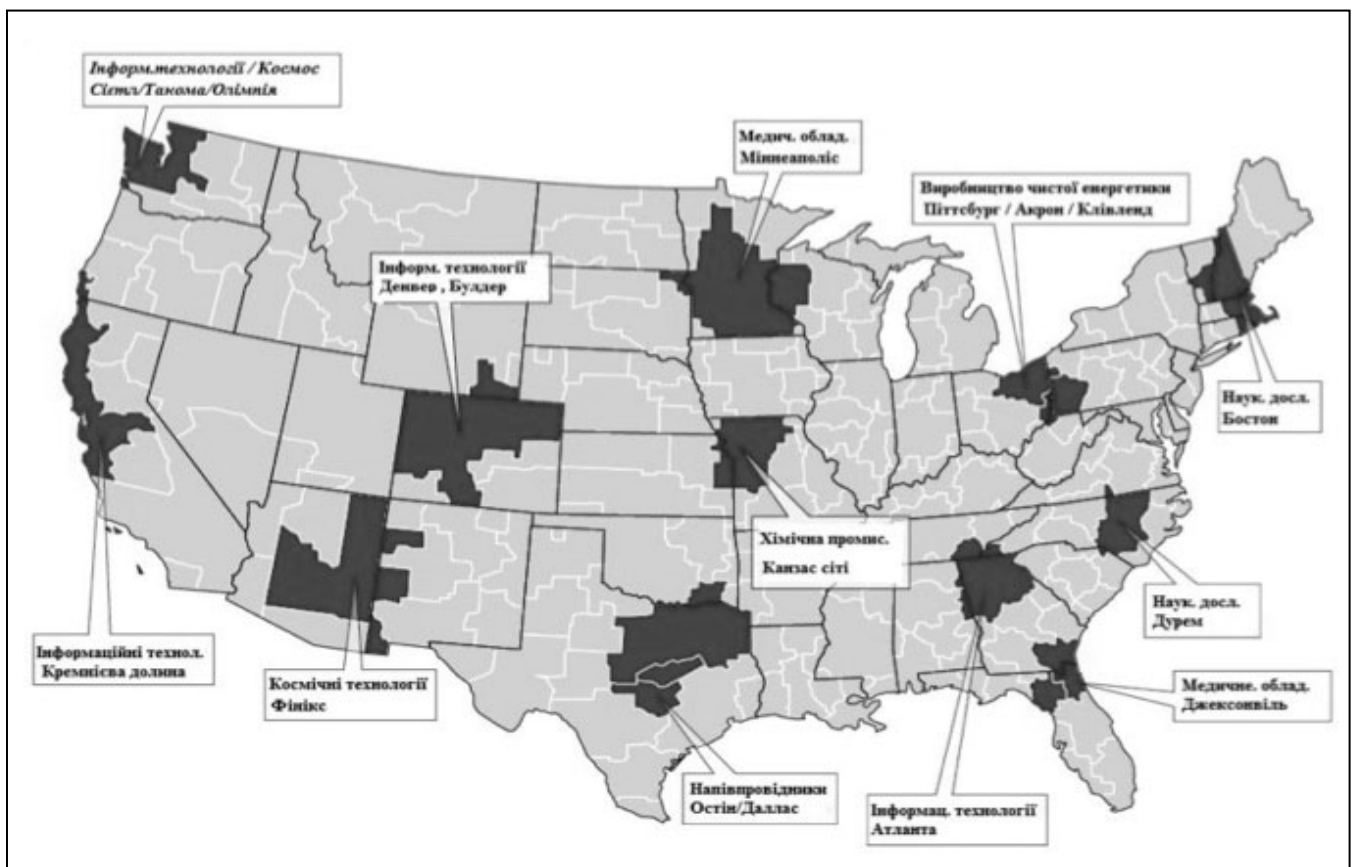 Інформ.технології / Космос
Сієтл/Такома/Олімпія
Медич. облад.
Міннеаполіс
Виробництво чистої енергетики
Піттсбург / Акрон / Клівленд
Інформ. технології
Денвер , Булдер
Наук. досл.
Бостон
Хімічна промис.
Канзас сіті
Наук. досл.
Дурем
Інформаційні технол.
Кремнієва долина
Космічні технології
Фінікс
Медичне. облад.
Джексонвіль
Напівпровідники
Остін/Даллас
Інформац. технології
Атланта